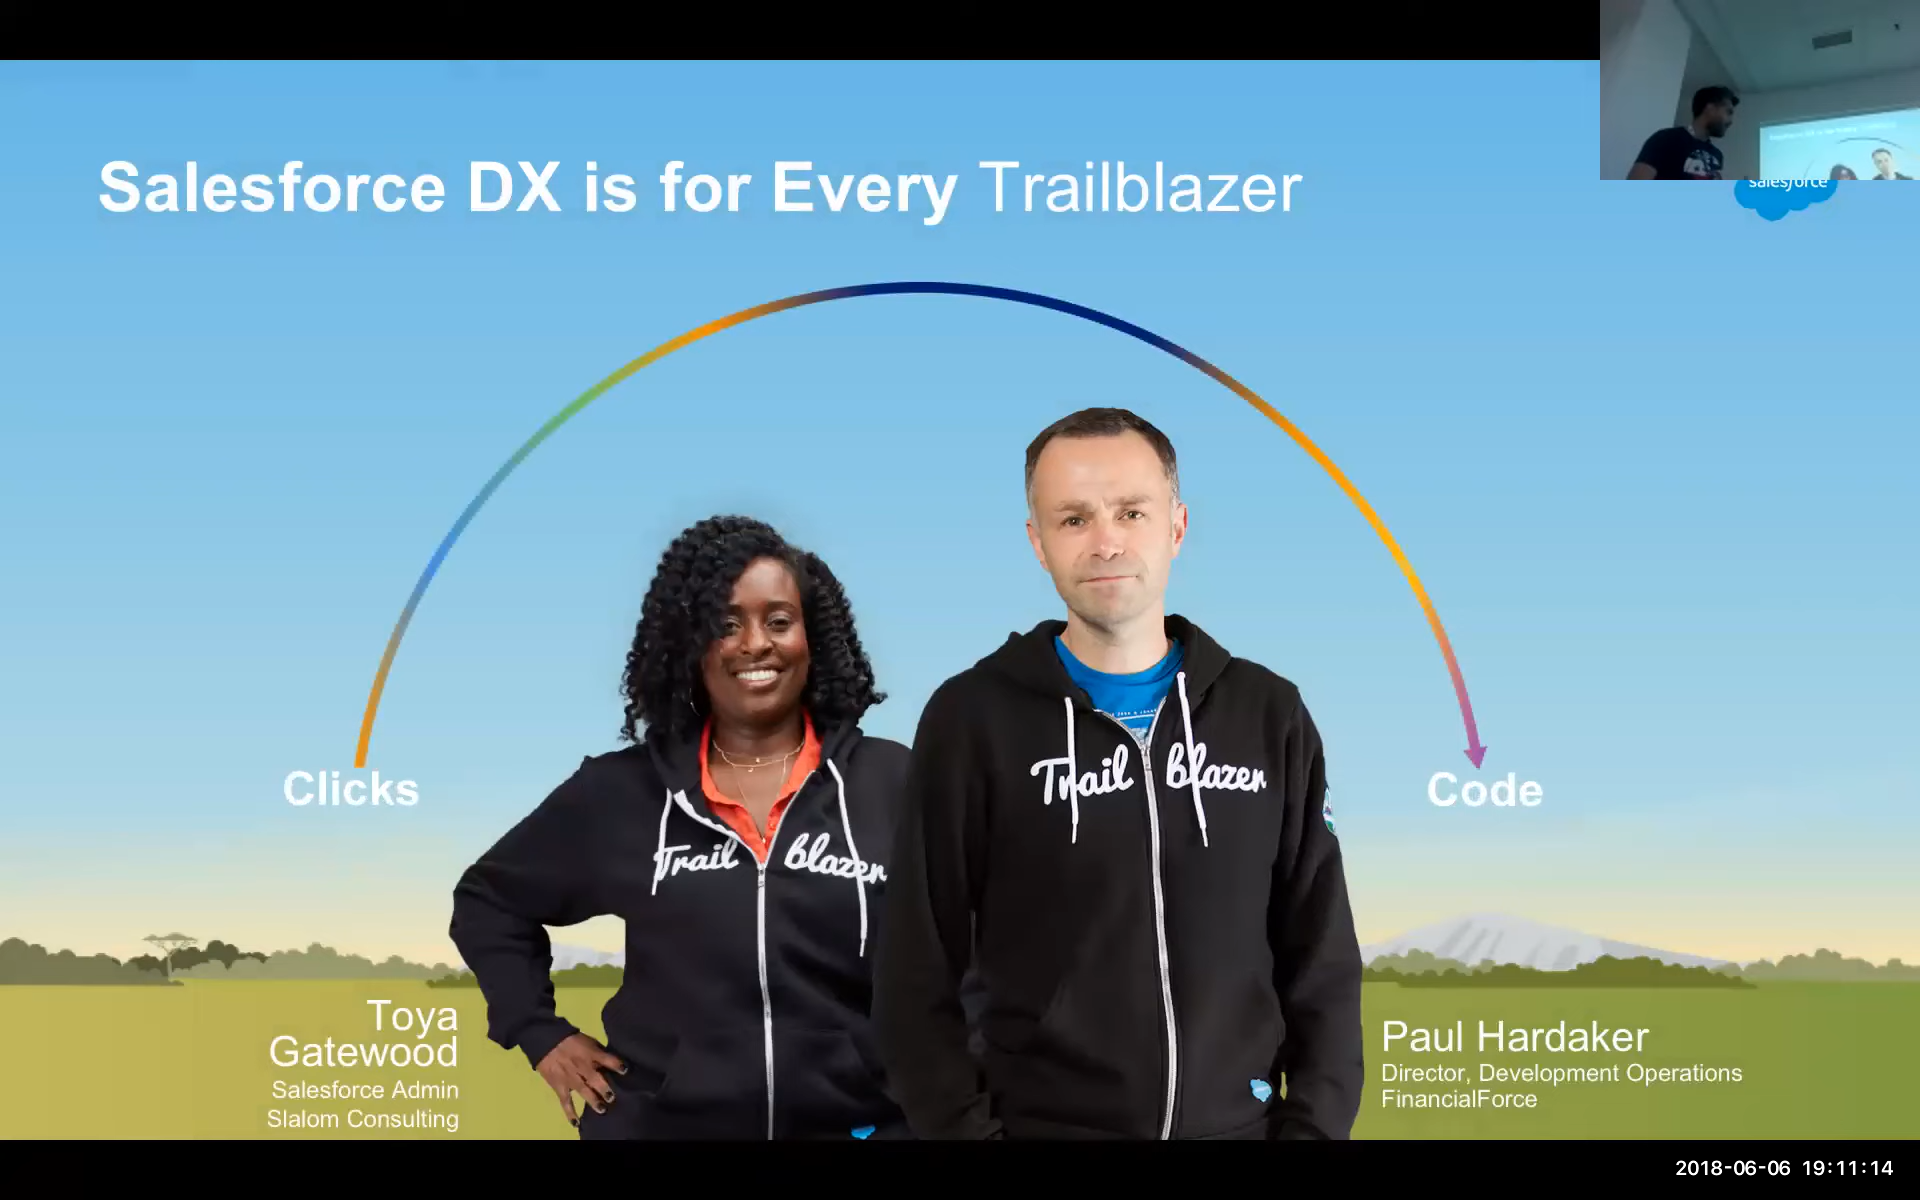 Salesforce DX is for Every Trailblazer
salesforce
Clicks
Code
Trail blazer
Trail blazer
Toya
Gatewood
Salesforce Admin
Slalom Consulting
Paul Hardaker
Director, Development Operations
FinancialForce
2018-06-06 19:11:14